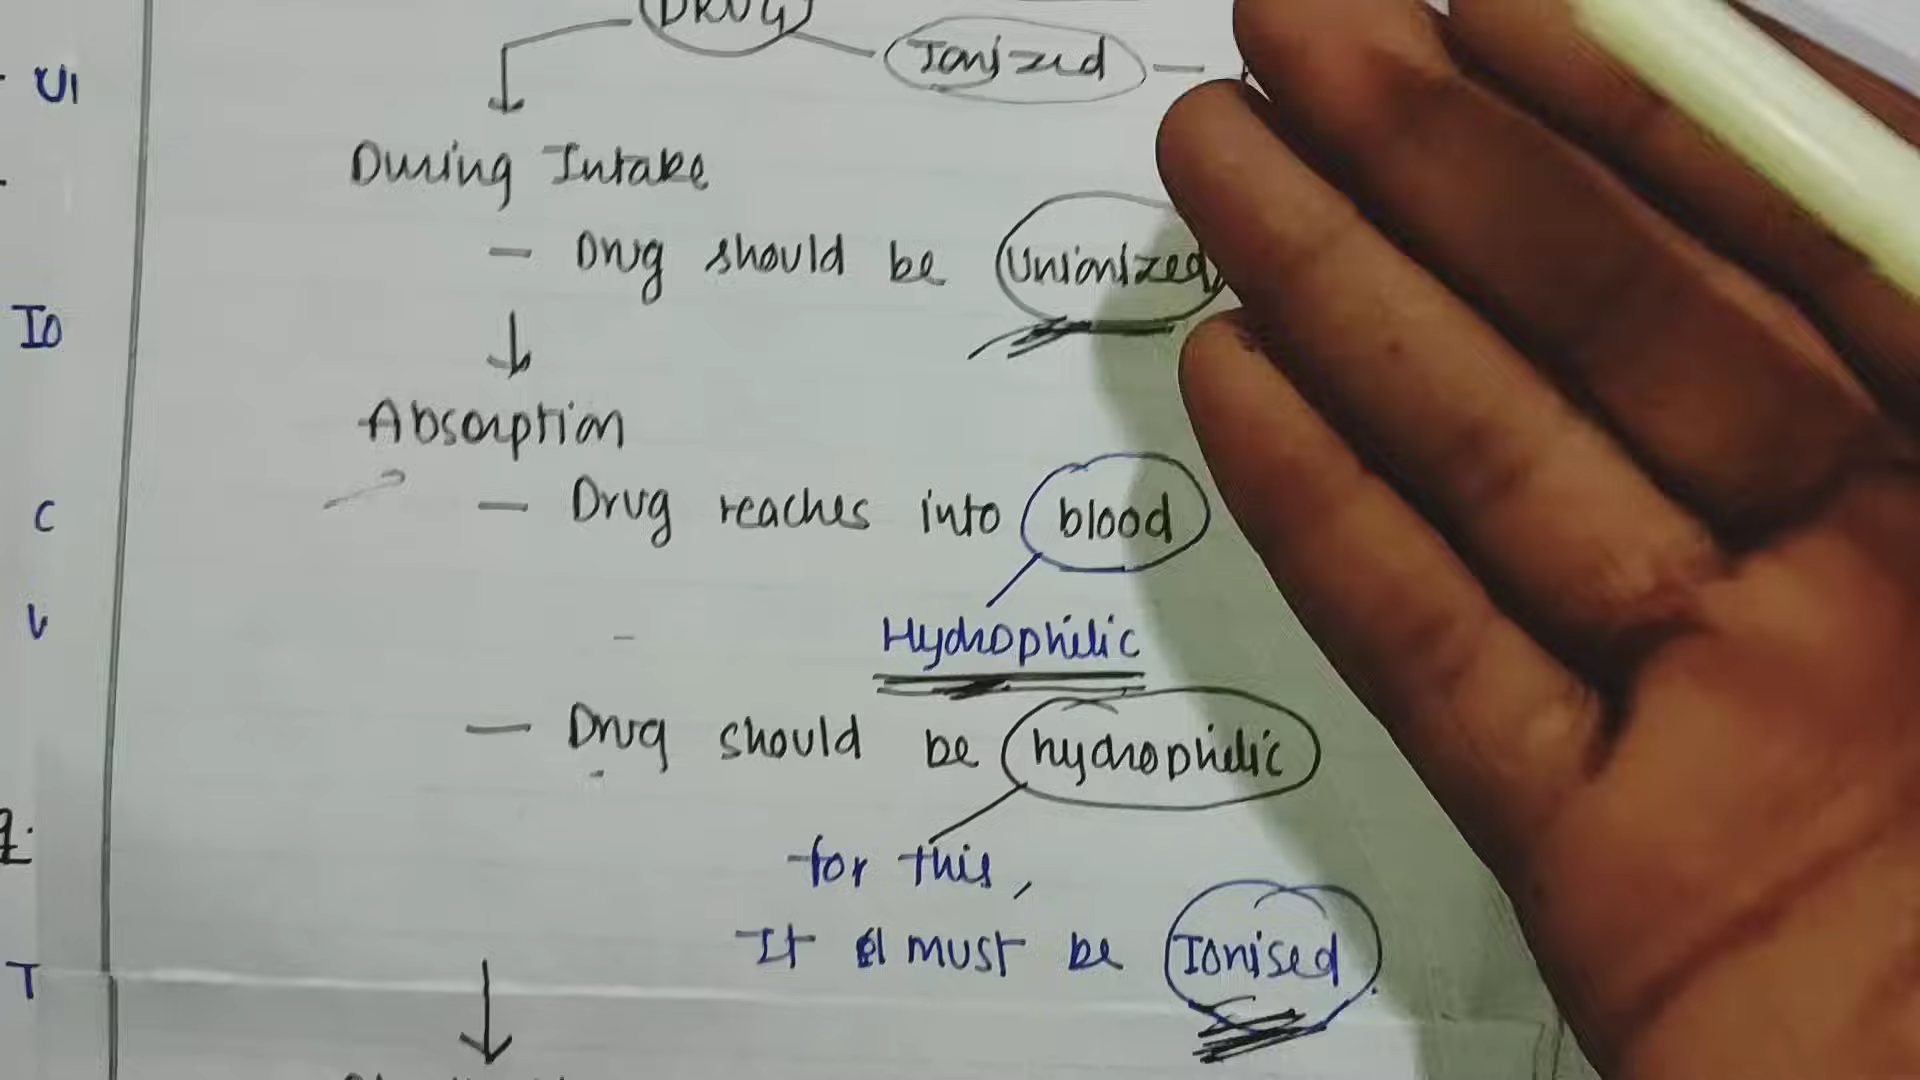 DRUG
Ionized —
UI
During Intake
— Drug should be Unionized
IO
Absorption
— Drug reaches into blood
C
Hydrophilic
— Drug should be hydrophilic
for this,
It must be Ionised.
T